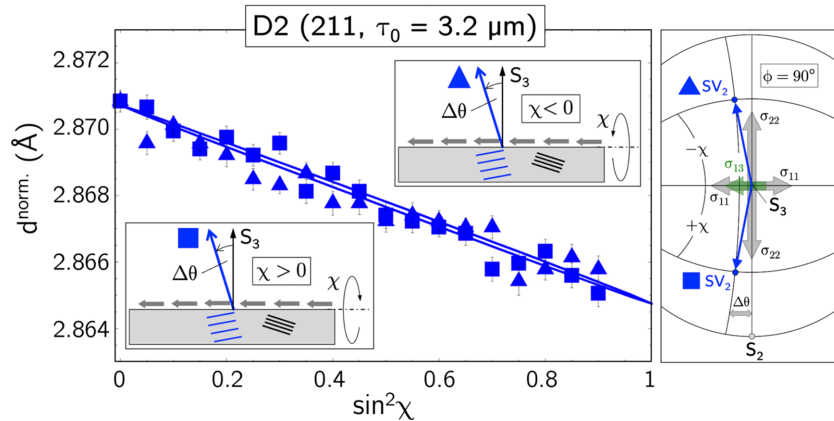 D2 (211, τ₀ = 3.2 µm)
d^norm. (Å)
2.872
2.870
2.868
2.866
2.864
0
0.2
0.4
0.6
0.8
1
sin²χ
S₃
Δθ
χ<0
χ
S₃
Δθ
χ > 0
χ
ϕ = 90°
SV₂
σ₂₂
−χ
σ₁₃
σ₁₁
σ₁₁
S₃
+χ
σ₂₂
SV₂
Δθ
S₂